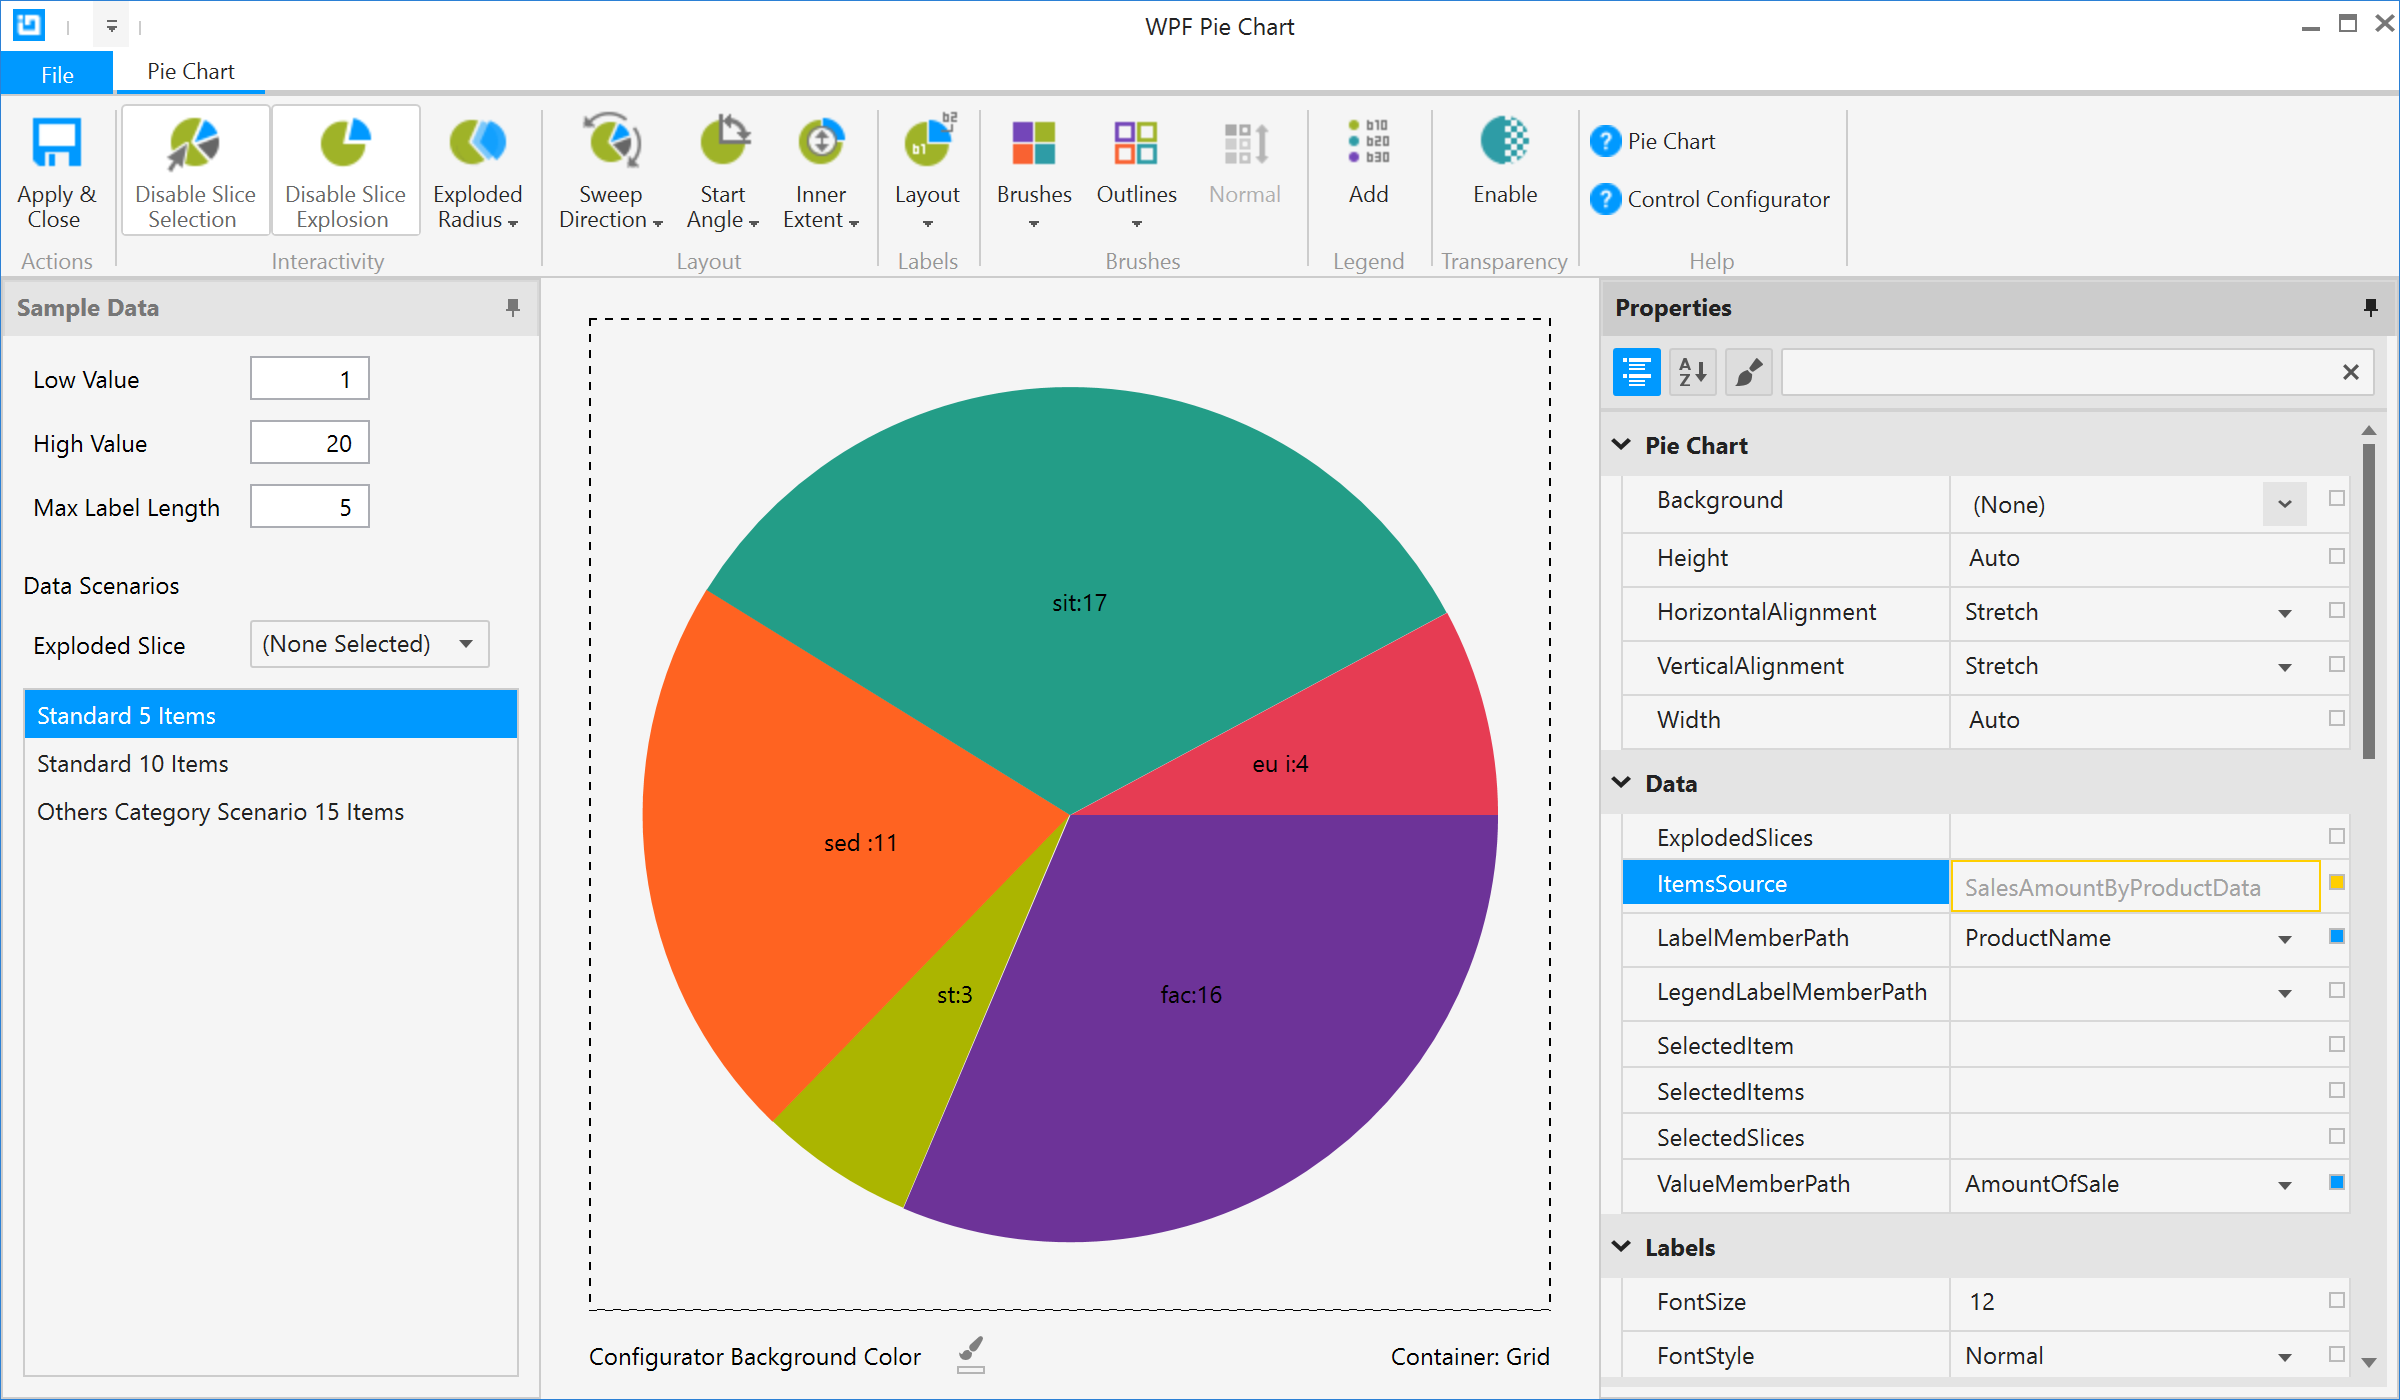 WPF Pie Chart
File
Pie Chart
Apply &
Close
Actions
Disable Slice
Selection
Disable Slice
Explosion
Exploded
Radius
Interactivity
Sweep
Direction
Start
Angle
Inner
Extent
Layout
b1
b2
Layout
Labels
Brushes
Outlines
Normal
Brushes
b10
b20
b30
Add
Legend
Enable
Transparency
? Pie Chart
? Control Configurator
Help
Sample Data
Low Value 1
High Value 20
Max Label Length 5
Data Scenarios
Exploded Slice (None Selected)
Standard 5 Items
Standard 10 Items
Others Category Scenario 15 Items
sit:17
eu i:4
sed :11
st:3
fac:16
Configurator Background Color
Container: Grid
Properties
A
Z
Pie Chart
Background (None)
Height Auto
HorizontalAlignment Stretch
VerticalAlignment Stretch
Width Auto
Data
ExplodedSlices
ItemsSource SalesAmountByProductData
LabelMemberPath ProductName
LegendLabelMemberPath
SelectedItem
SelectedItems
SelectedSlices
ValueMemberPath AmountOfSale
Labels
FontSize 12
FontStyle Normal